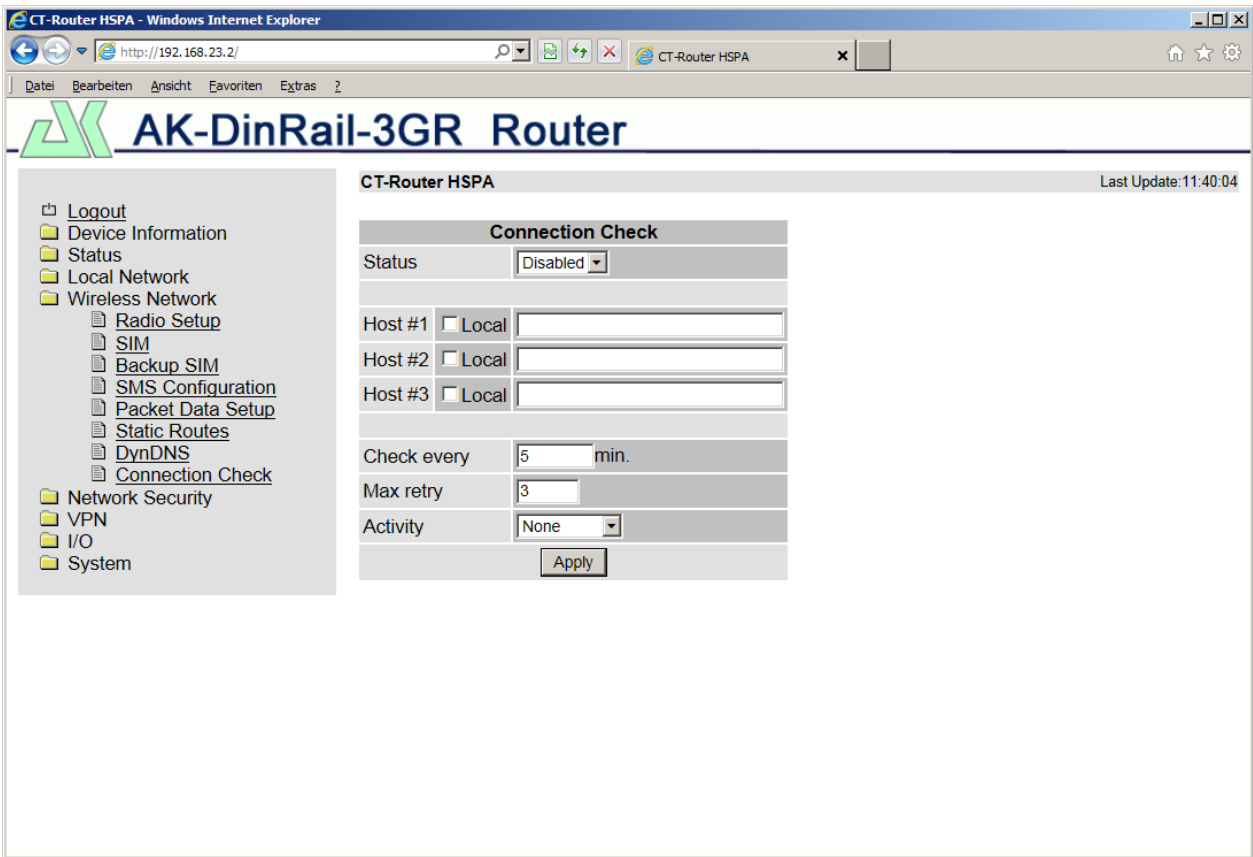 CT-Router HSPA - Windows Internet Explorer
http://192.168.23.2/
CT-Router HSPA
Datei Bearbeiten Ansicht Favoriten Extras ?
AK-DinRail-3GR Router
CT-Router HSPA
Last Update:11:40:04
Logout
Device Information
Status
Local Network
Wireless Network
Radio Setup
SIM
Backup SIM
SMS Configuration
Packet Data Setup
Static Routes
DynDNS
Connection Check
Network Security
VPN
I/O
System
Connection Check
Status Disabled
Host #1 Local
Host #2 Local
Host #3 Local
Check every 5 min.
Max retry 3
Activity None
Apply